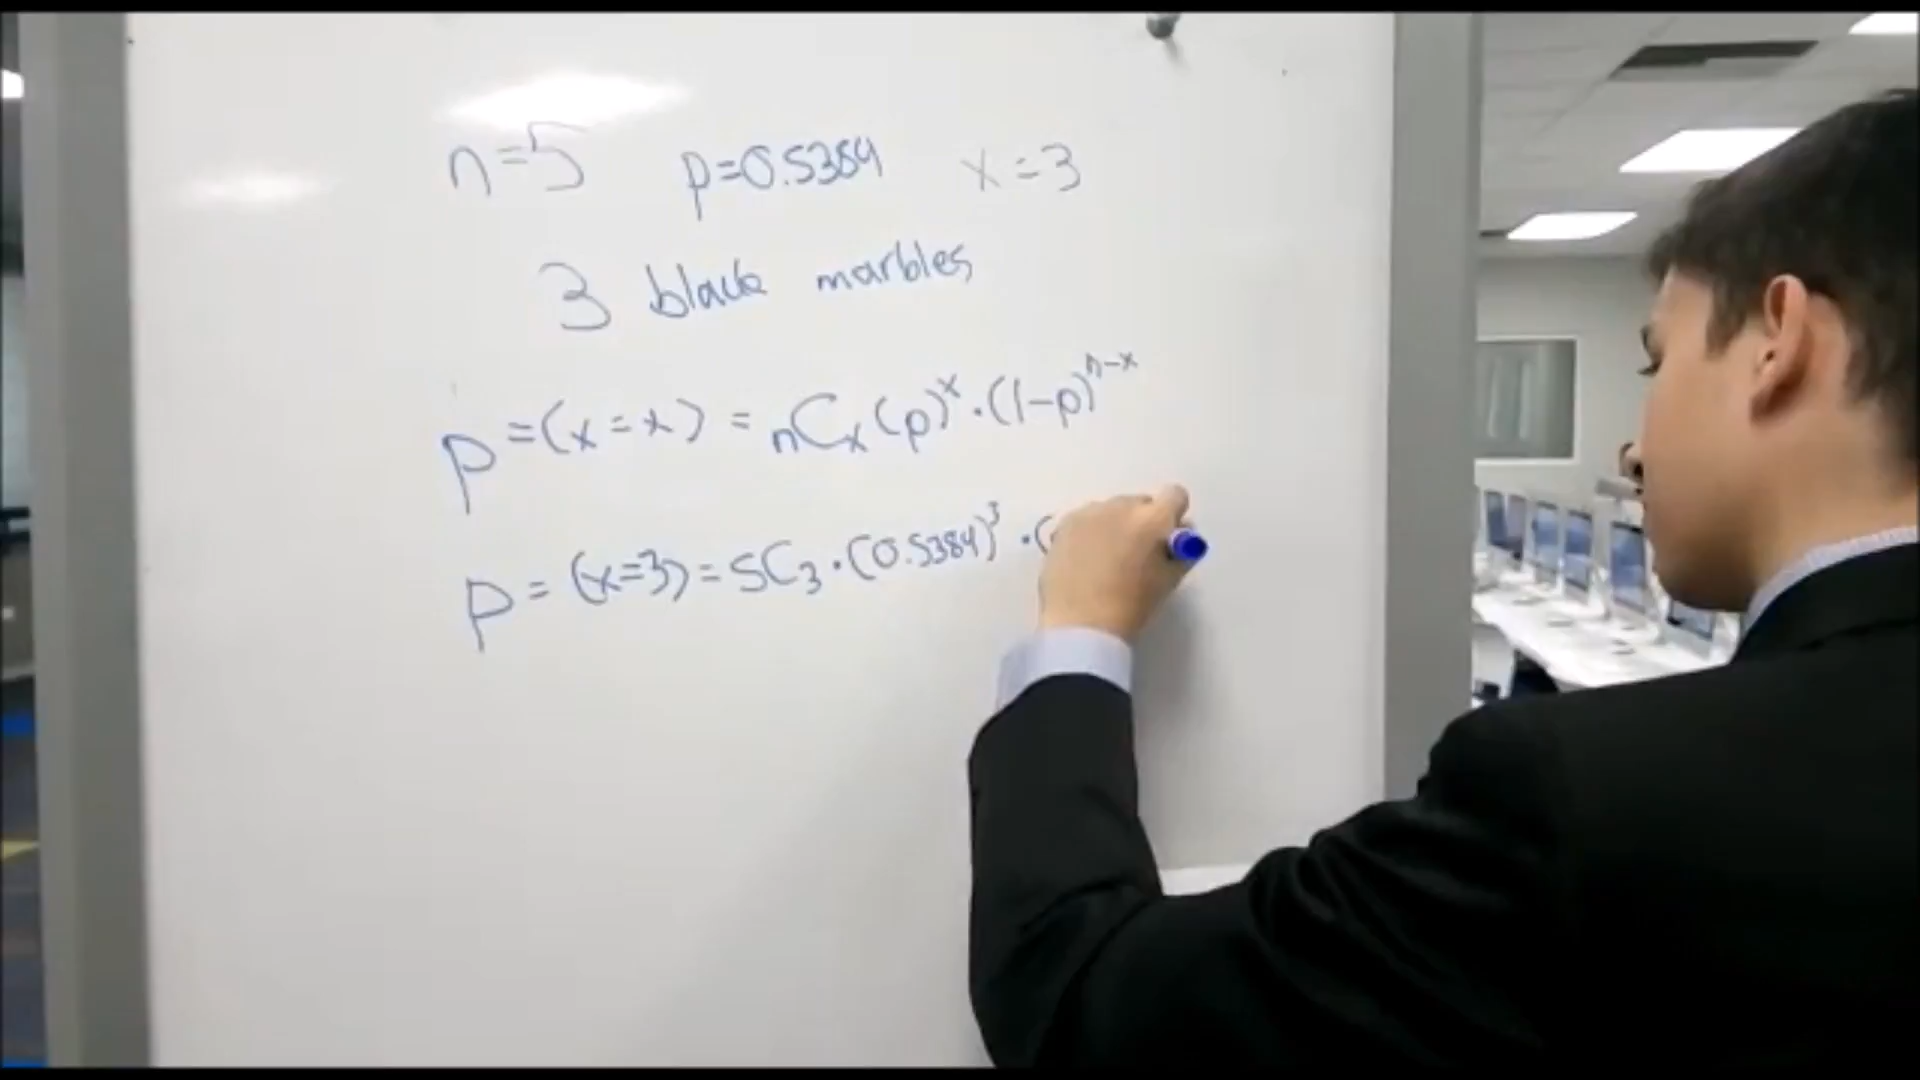 n=5 p=0.5384 x=3
3 black marbles
p=(x=x) = nCx(p)^x·(1-p)^n-x
p=(x=3)=5C3·(0.5384)^3·(